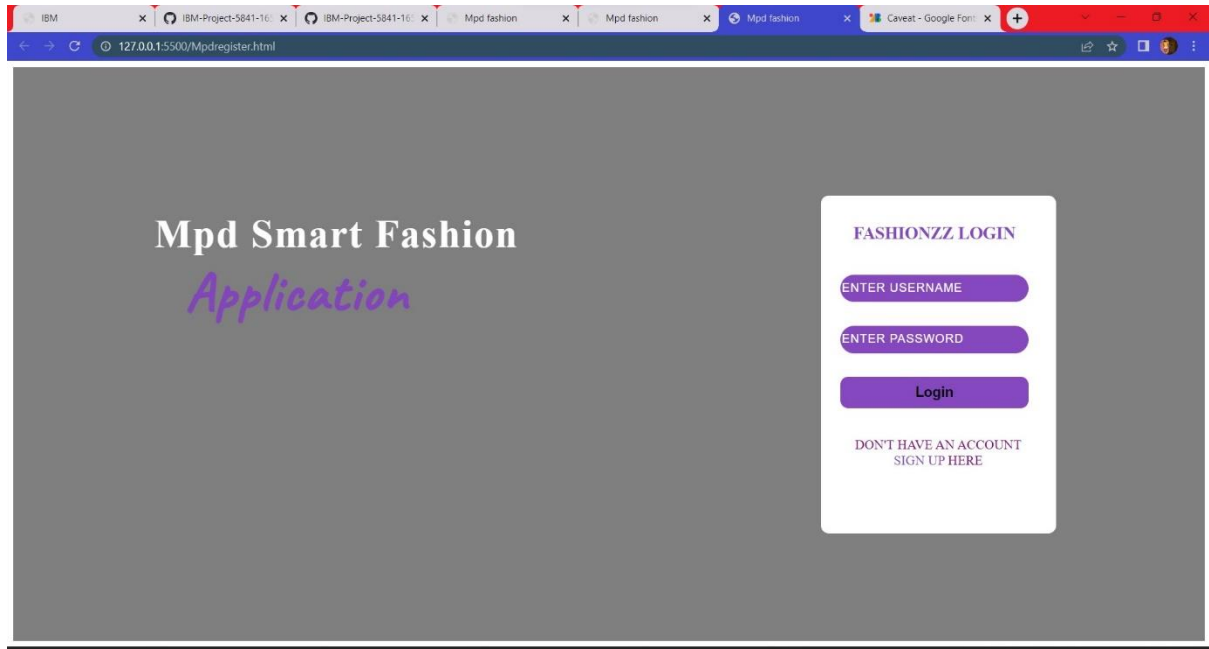 IBM
IBM-Project-5841-16
IBM-Project-5841-16
Mpd fashion
Mpd fashion
Mpd fashion
Caveat - Google Fon
127.0.0.1:5500/Mpdregister.html
Mpd Smart Fashion
Application
FASHIONZZ LOGIN
ENTER USERNAME
ENTER PASSWORD
Login
DON'T HAVE AN ACCOUNT
SIGN UP HERE